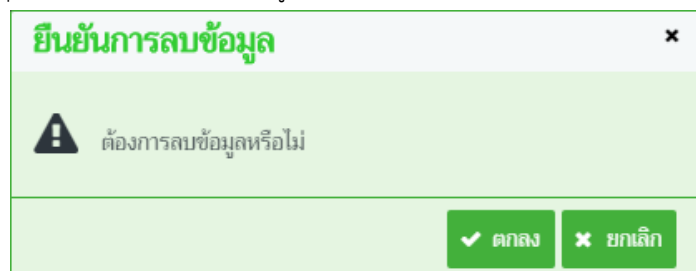 ยืนยันการลบข้อมูล
ต้องการลบข้อมูลหรือไม่
ตกลง ยกเลิก